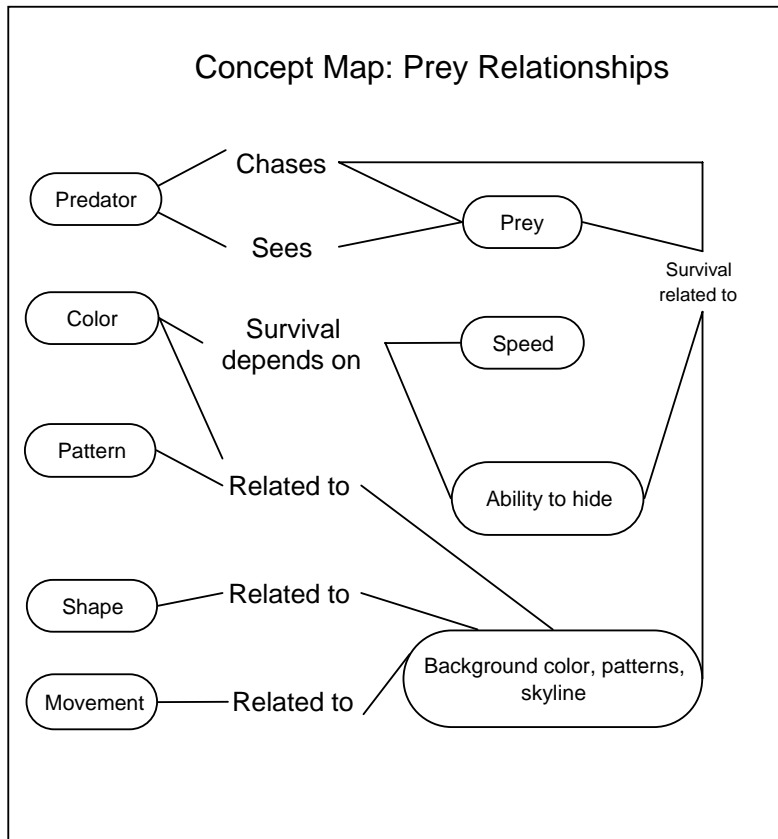 Concept Map: Prey Relationships
Chases
Predator
Prey
Sees
Survival
related to
Color
Survival
depends on
Speed
Pattern
Related to
Ability to hide
Shape
Related to
Background color, patterns,
skyline
Movement
Related to